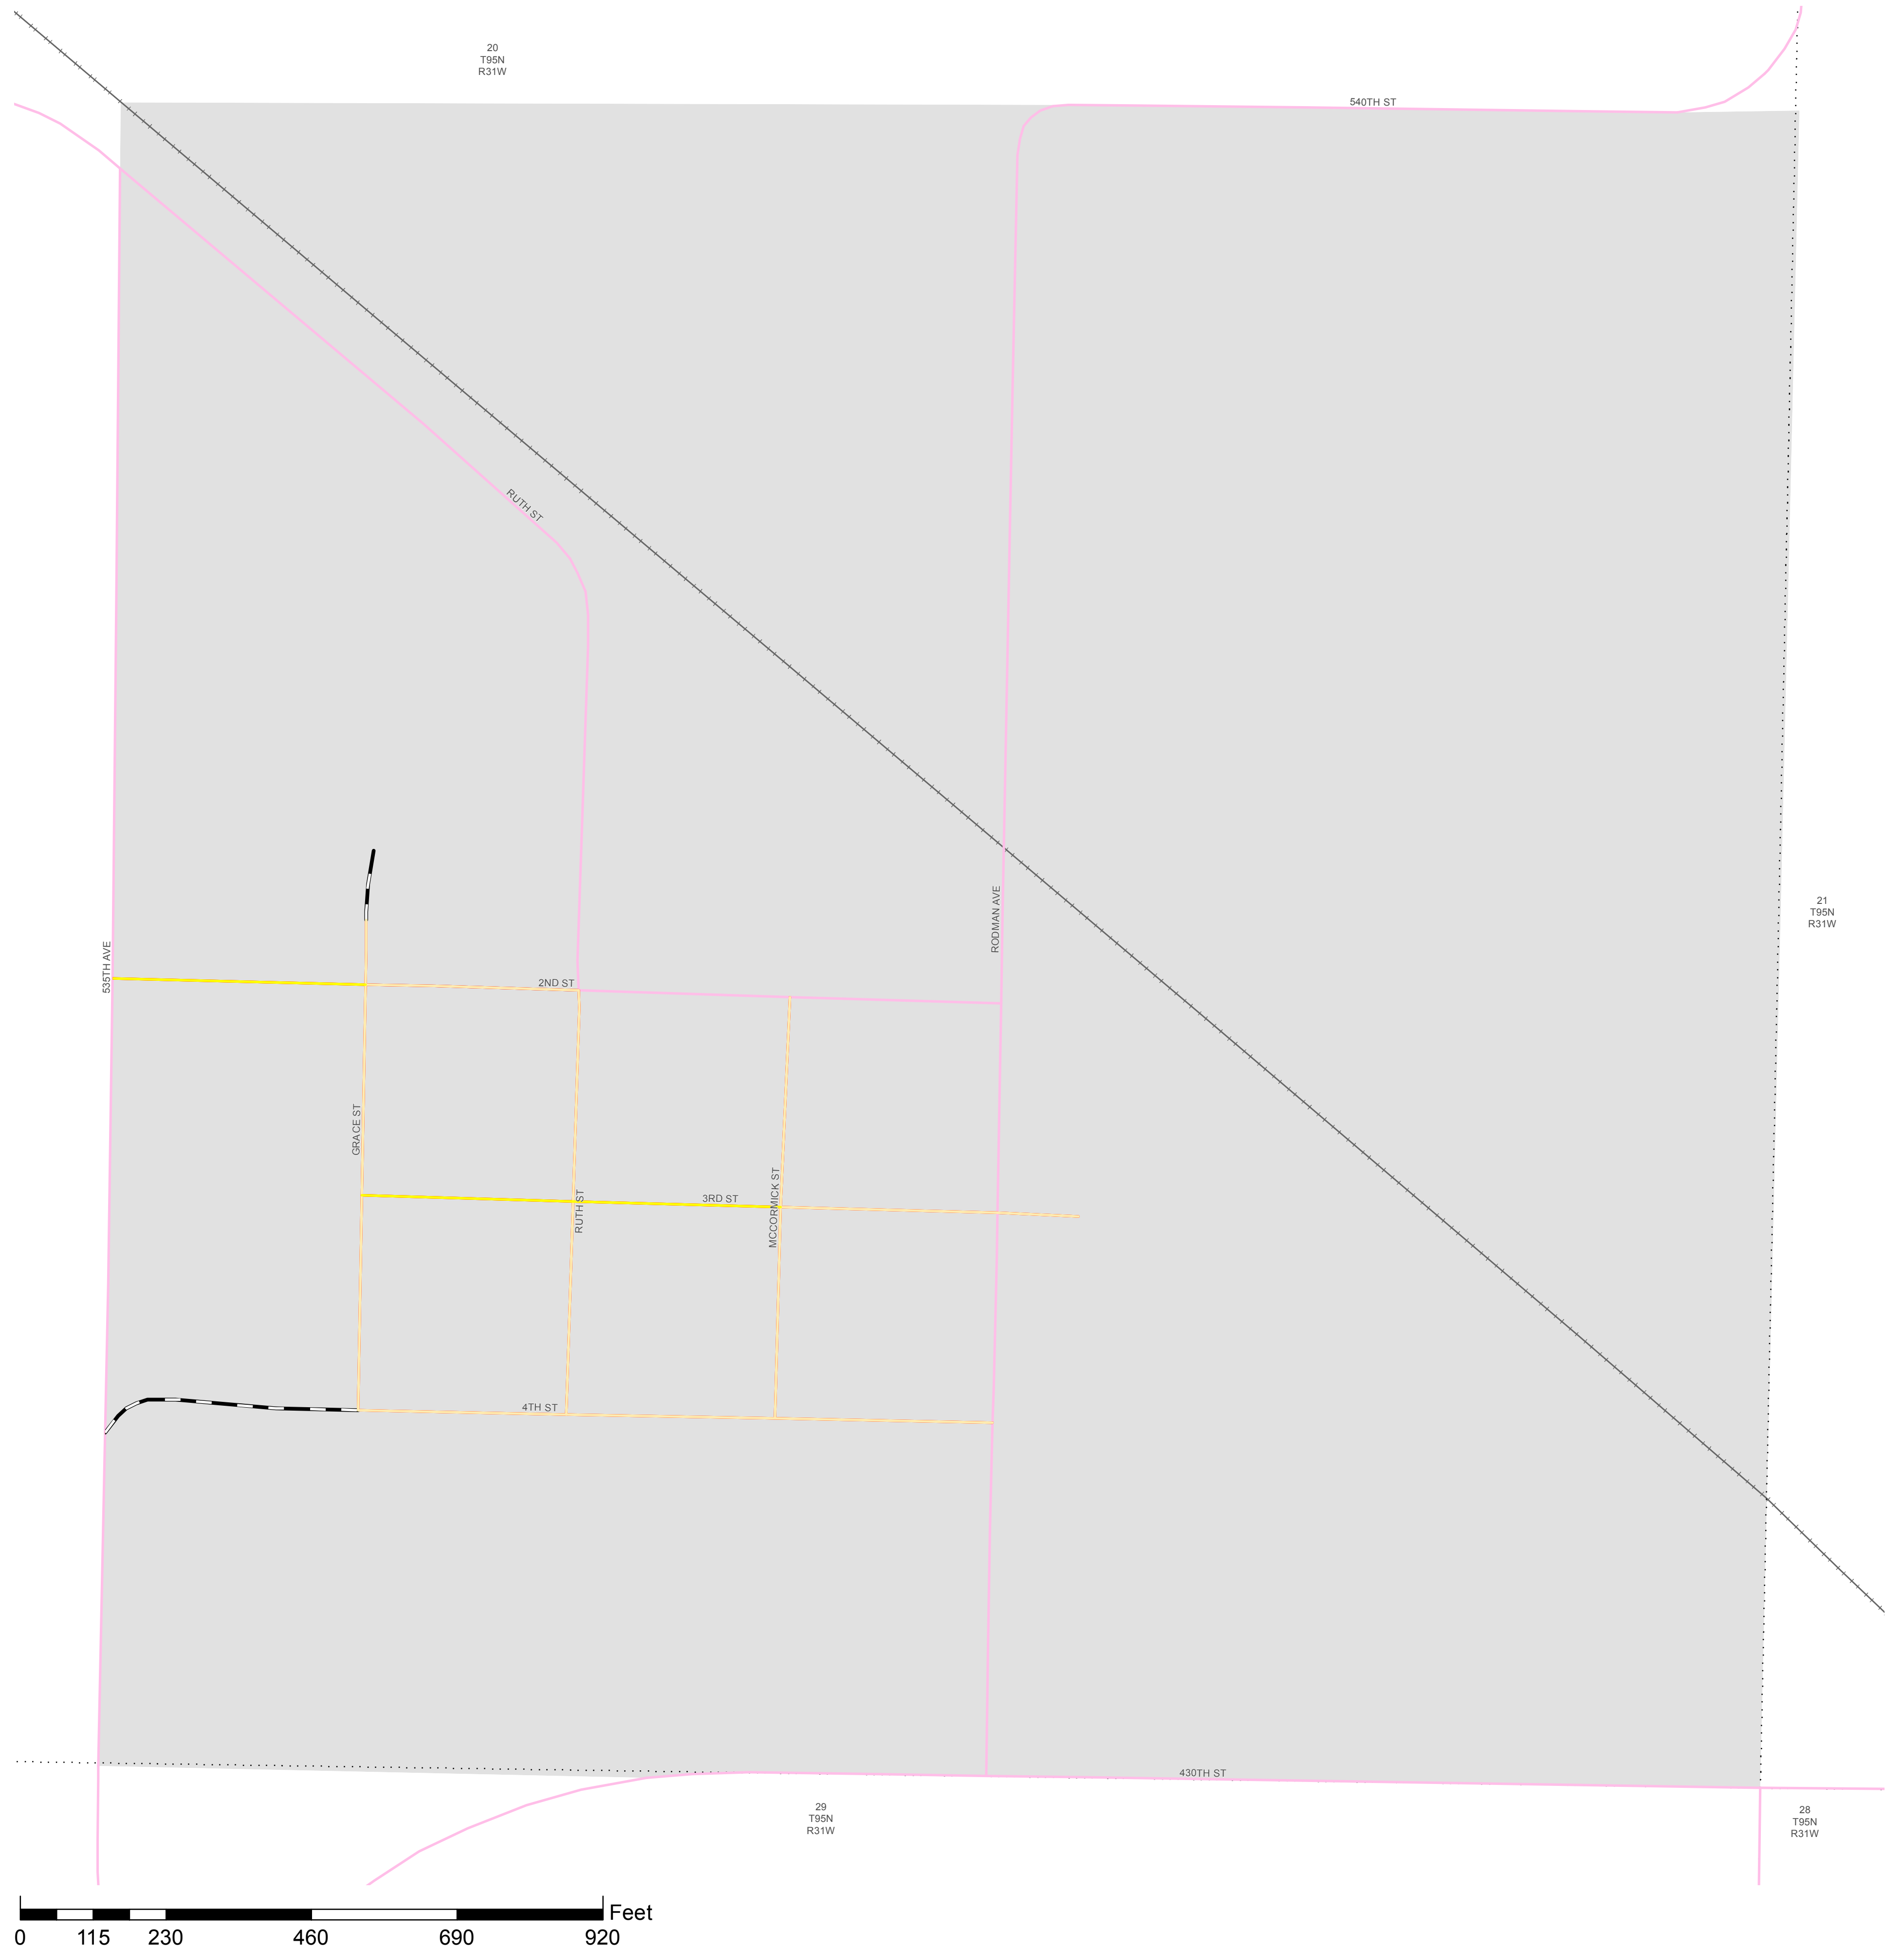 20
T95N
R31W
540TH ST
RUTH ST
21
T95N
R31W
RODMAN AVE
535TH AVE
2ND ST
GRACE ST
3RD ST
RUTH ST
MCCORMICK ST
4TH ST
430TH ST
29
T95N
R31W
28
T95N
R31W
Feet
0 115 230 460 690 920